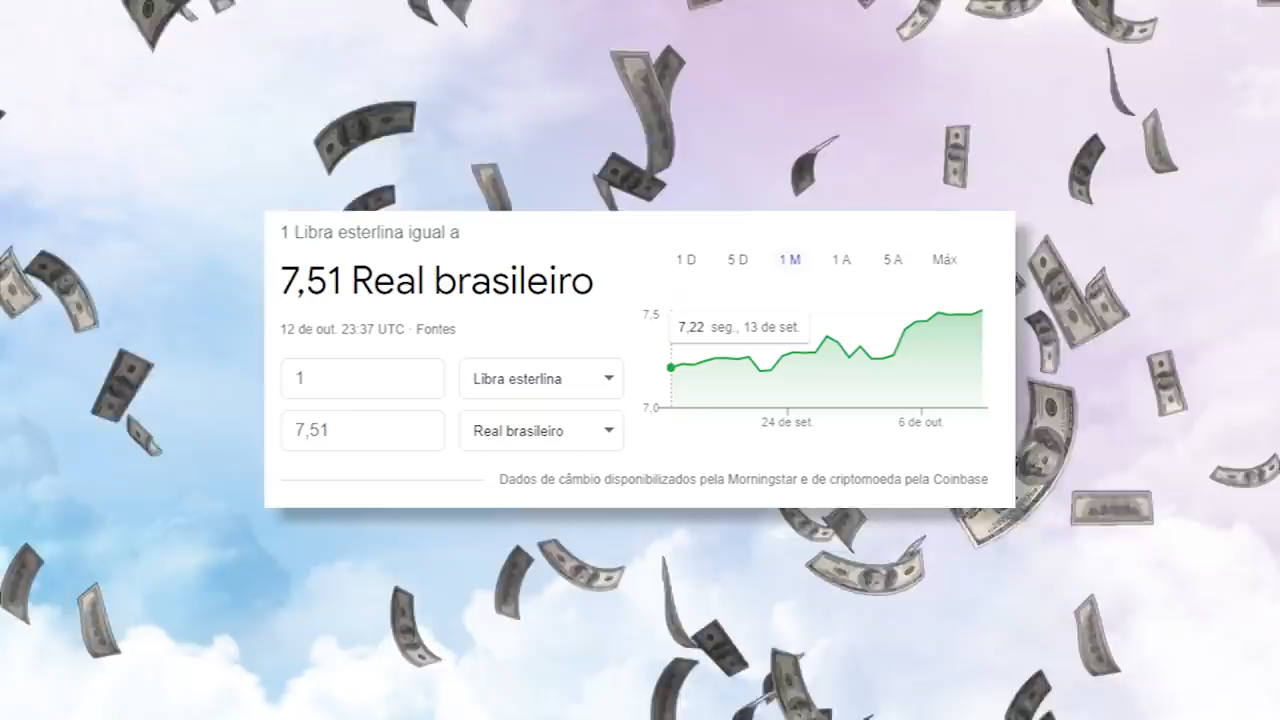 1 Libra esterlina igual a
7,51 Real brasileiro
12 de out. 23:37 UTC · Fontes
1
Libra esterlina
7,51
Real brasileiro
1 D 5 D 1 M 1 A 5 A Máx
7,5
7,22 seg., 13 de set.
7,0
24 de set. 6 de out.
Dados de câmbio disponibilizados pela Morningstar e de criptomoeda pela Coinbase